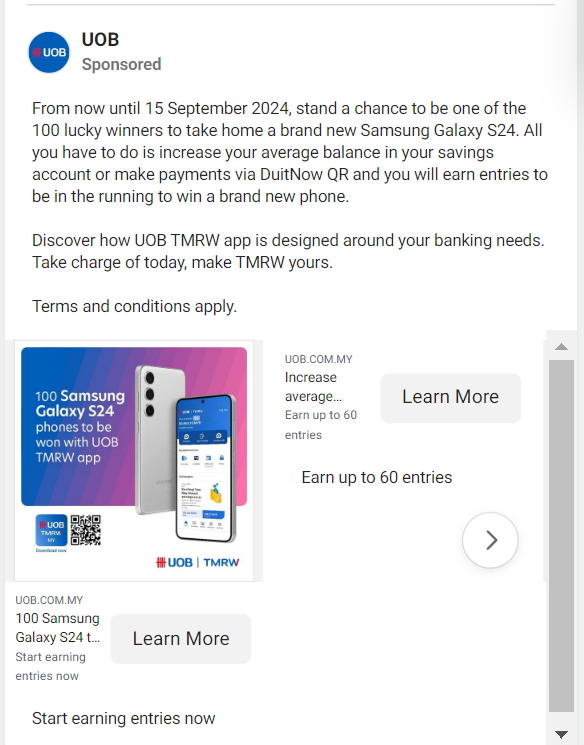 UOB
UOB
Sponsored
From now until 15 September 2024, stand a chance to be one of the
100 lucky winners to take home a brand new Samsung Galaxy S24. All
you have to do is increase your average balance in your savings
account or make payments via DuitNow QR and you will earn entries to
be in the running to win a brand new phone.
Discover how UOB TMRW app is designed around your banking needs.
Take charge of today, make TMRW yours.
Terms and conditions apply.
100 Samsung
Galaxy S24
phones to be
won with UOB
TMRW app
UOB
TMRW
MY
Download now
UOB | TMRW
UOB.COM.MY
Increase
average...
Earn up to 60
entries
Learn More
Earn up to 60 entries
UOB.COM.MY
100 Samsung
Galaxy S24 t...
Start earning
entries now
Learn More
Start earning entries now